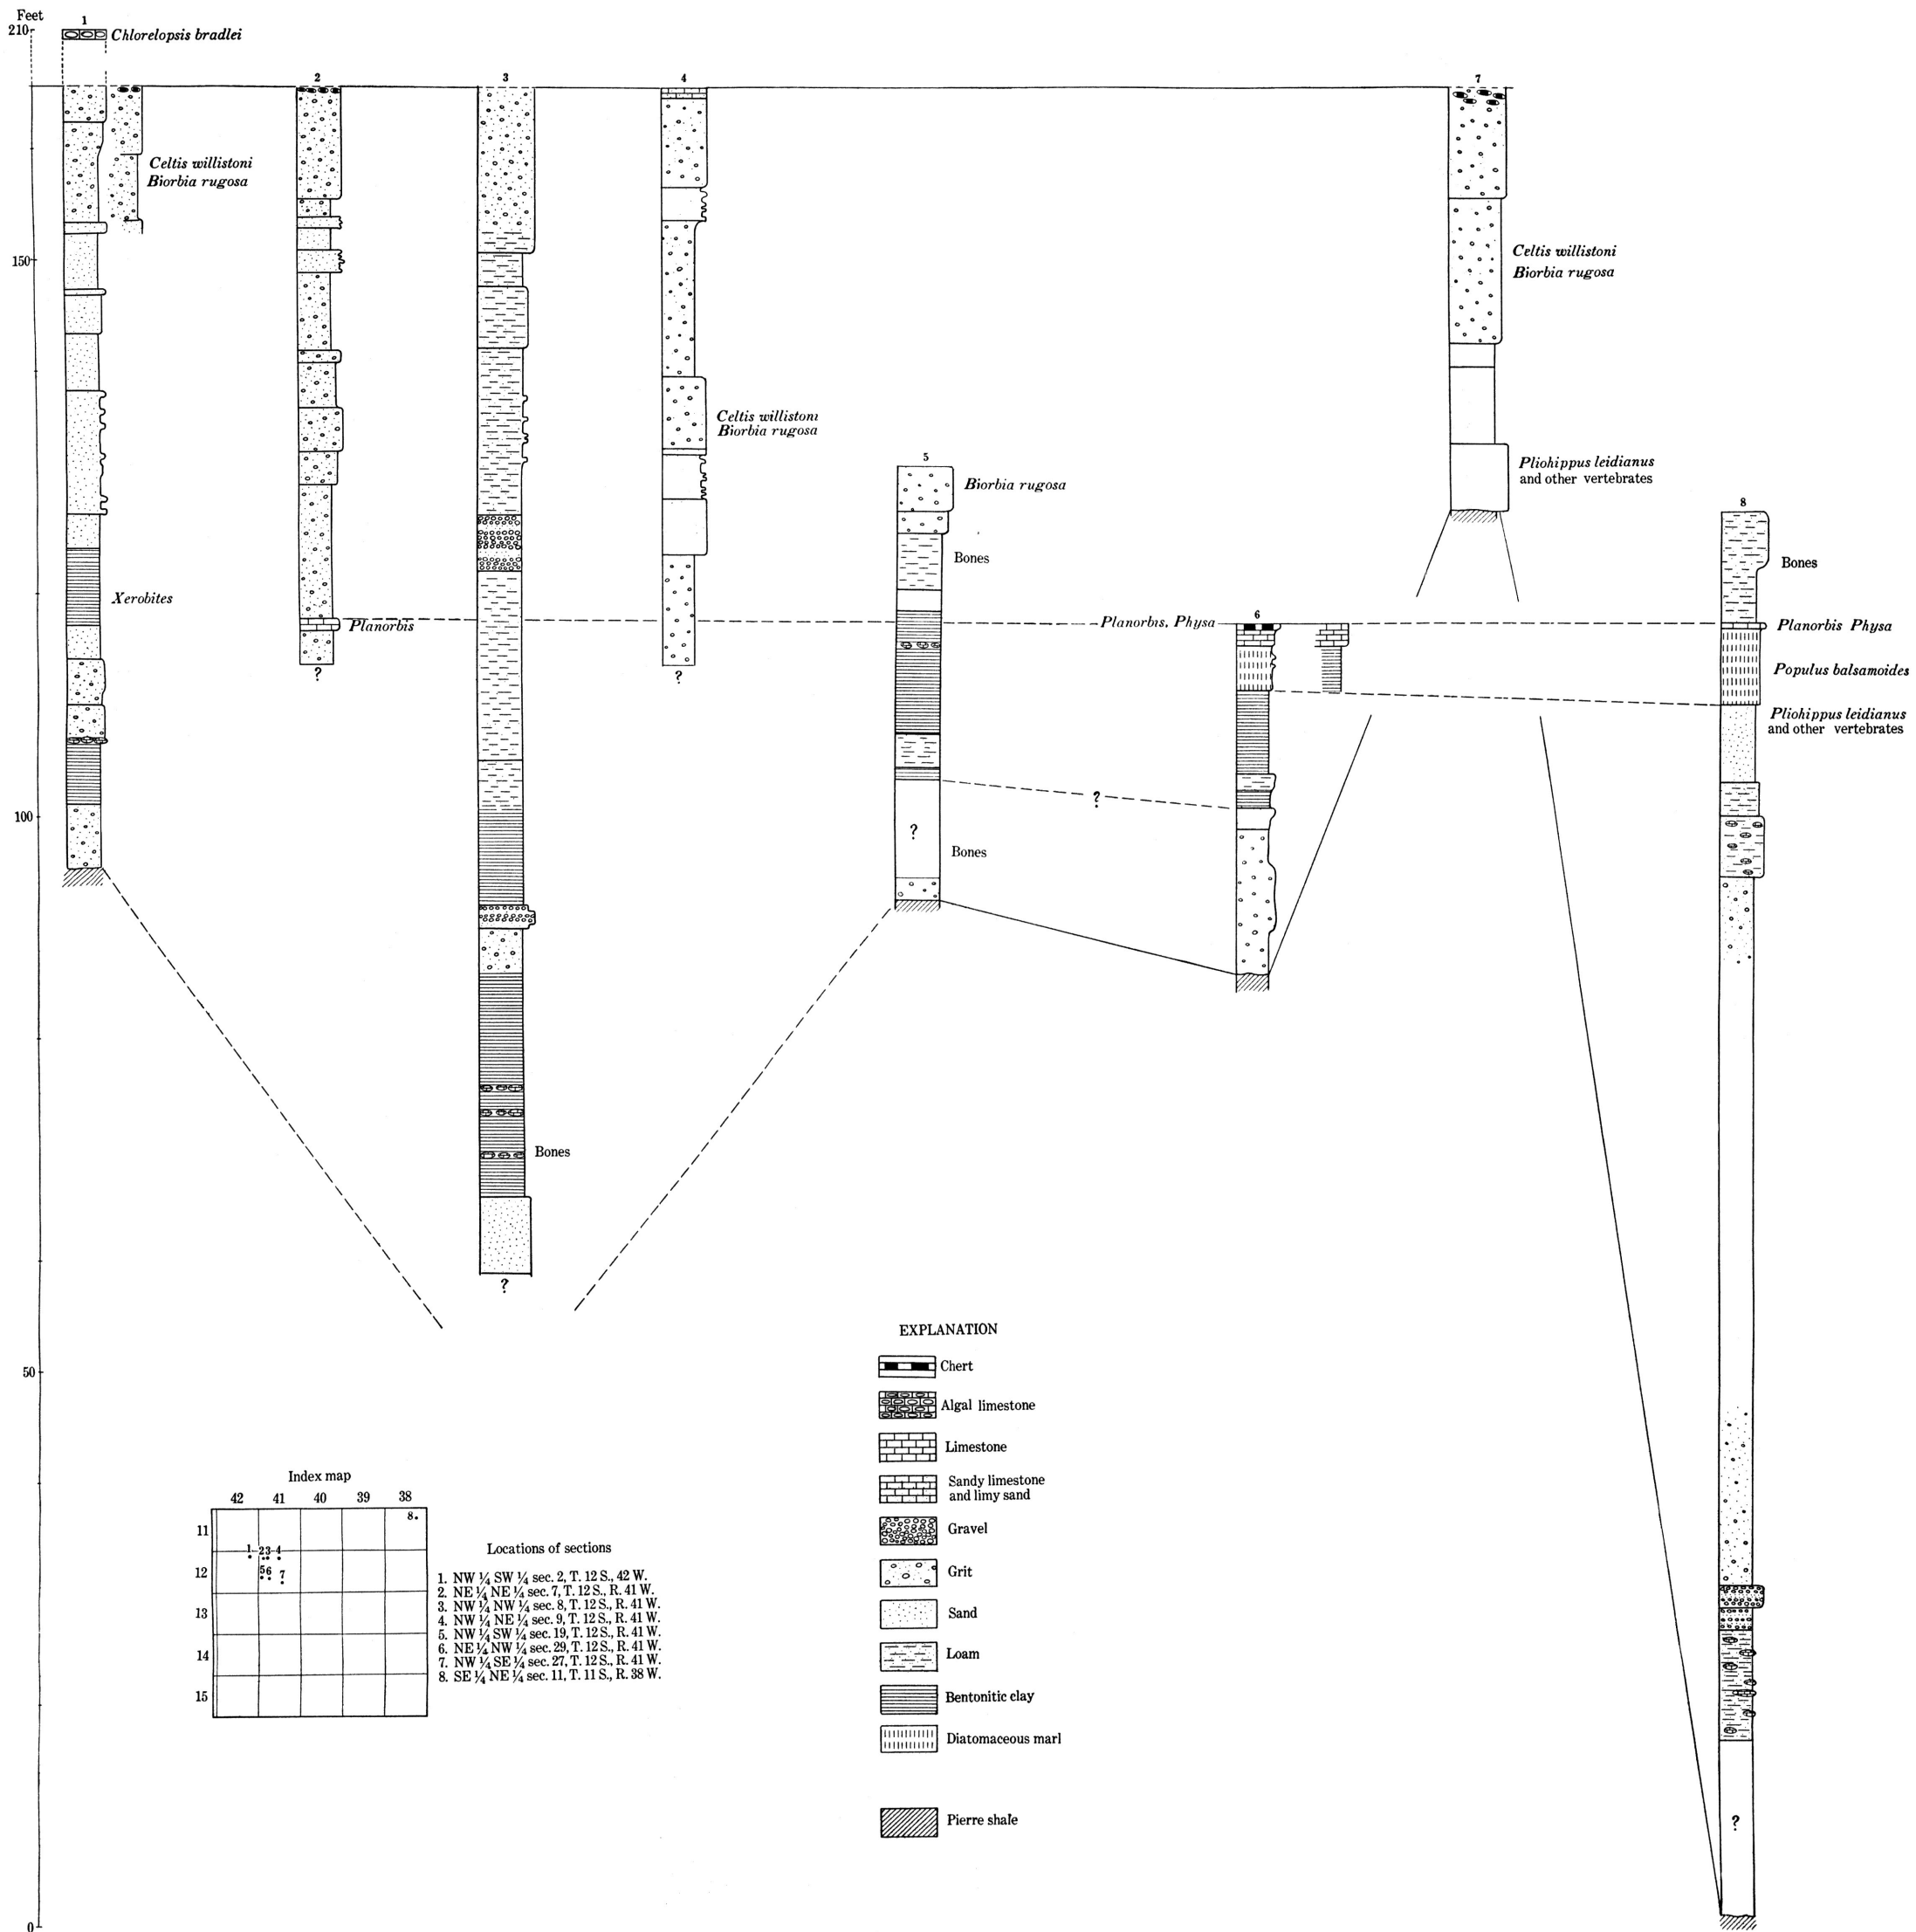 Feet
210
1
Chlorelopsis bradlei
2
3
4
7
Celtis willistoni
Biorbia rugosa
150
Celtis willistoni
Biorbia rugosa
Celtis willistoni
Biorbia rugosa
5
Biorbia rugosa
Pliohippus leidianus
and other vertebrates
8
Bones
Bones
Xerobites
Planorbis
Planorbis, Physa
6
Planorbis Physa
?
?
Populus balsamoides
Pliohippus leidianus
and other vertebrates
?
100
?
Bones
Bones
?
EXPLANATION
Chert
50
Algal limestone
Limestone
Sandy limestone
and limy sand
Gravel
Grit
Sand
Loam
Bentonitic clay
Diatomaceous marl
Pierre shale
Index map
42 41 40 39 38
11
8
1 2 3 4
12
5 6 7
13
14
15
Locations of sections
1. NW ¼ SW ¼ sec. 2, T. 12 S., 42 W.
2. NE ¼ NE ¼ sec. 7, T. 12 S., R. 41 W.
3. NW ¼ NW ¼ sec. 8, T. 12 S., R. 41 W.
4. NW ¼ NE ¼ sec. 9, T. 12 S., R. 41 W.
5. NW ¼ SW ¼ sec. 19, T. 12 S., R. 41 W.
6. NE ¼ NW ¼ sec. 29, T. 12 S., R. 41 W.
7. NW ¼ SE ¼ sec. 27, T. 12 S., R. 41 W.
8. SE ¼ NE ¼ sec. 11, T. 11 S., R. 38 W.
?
0